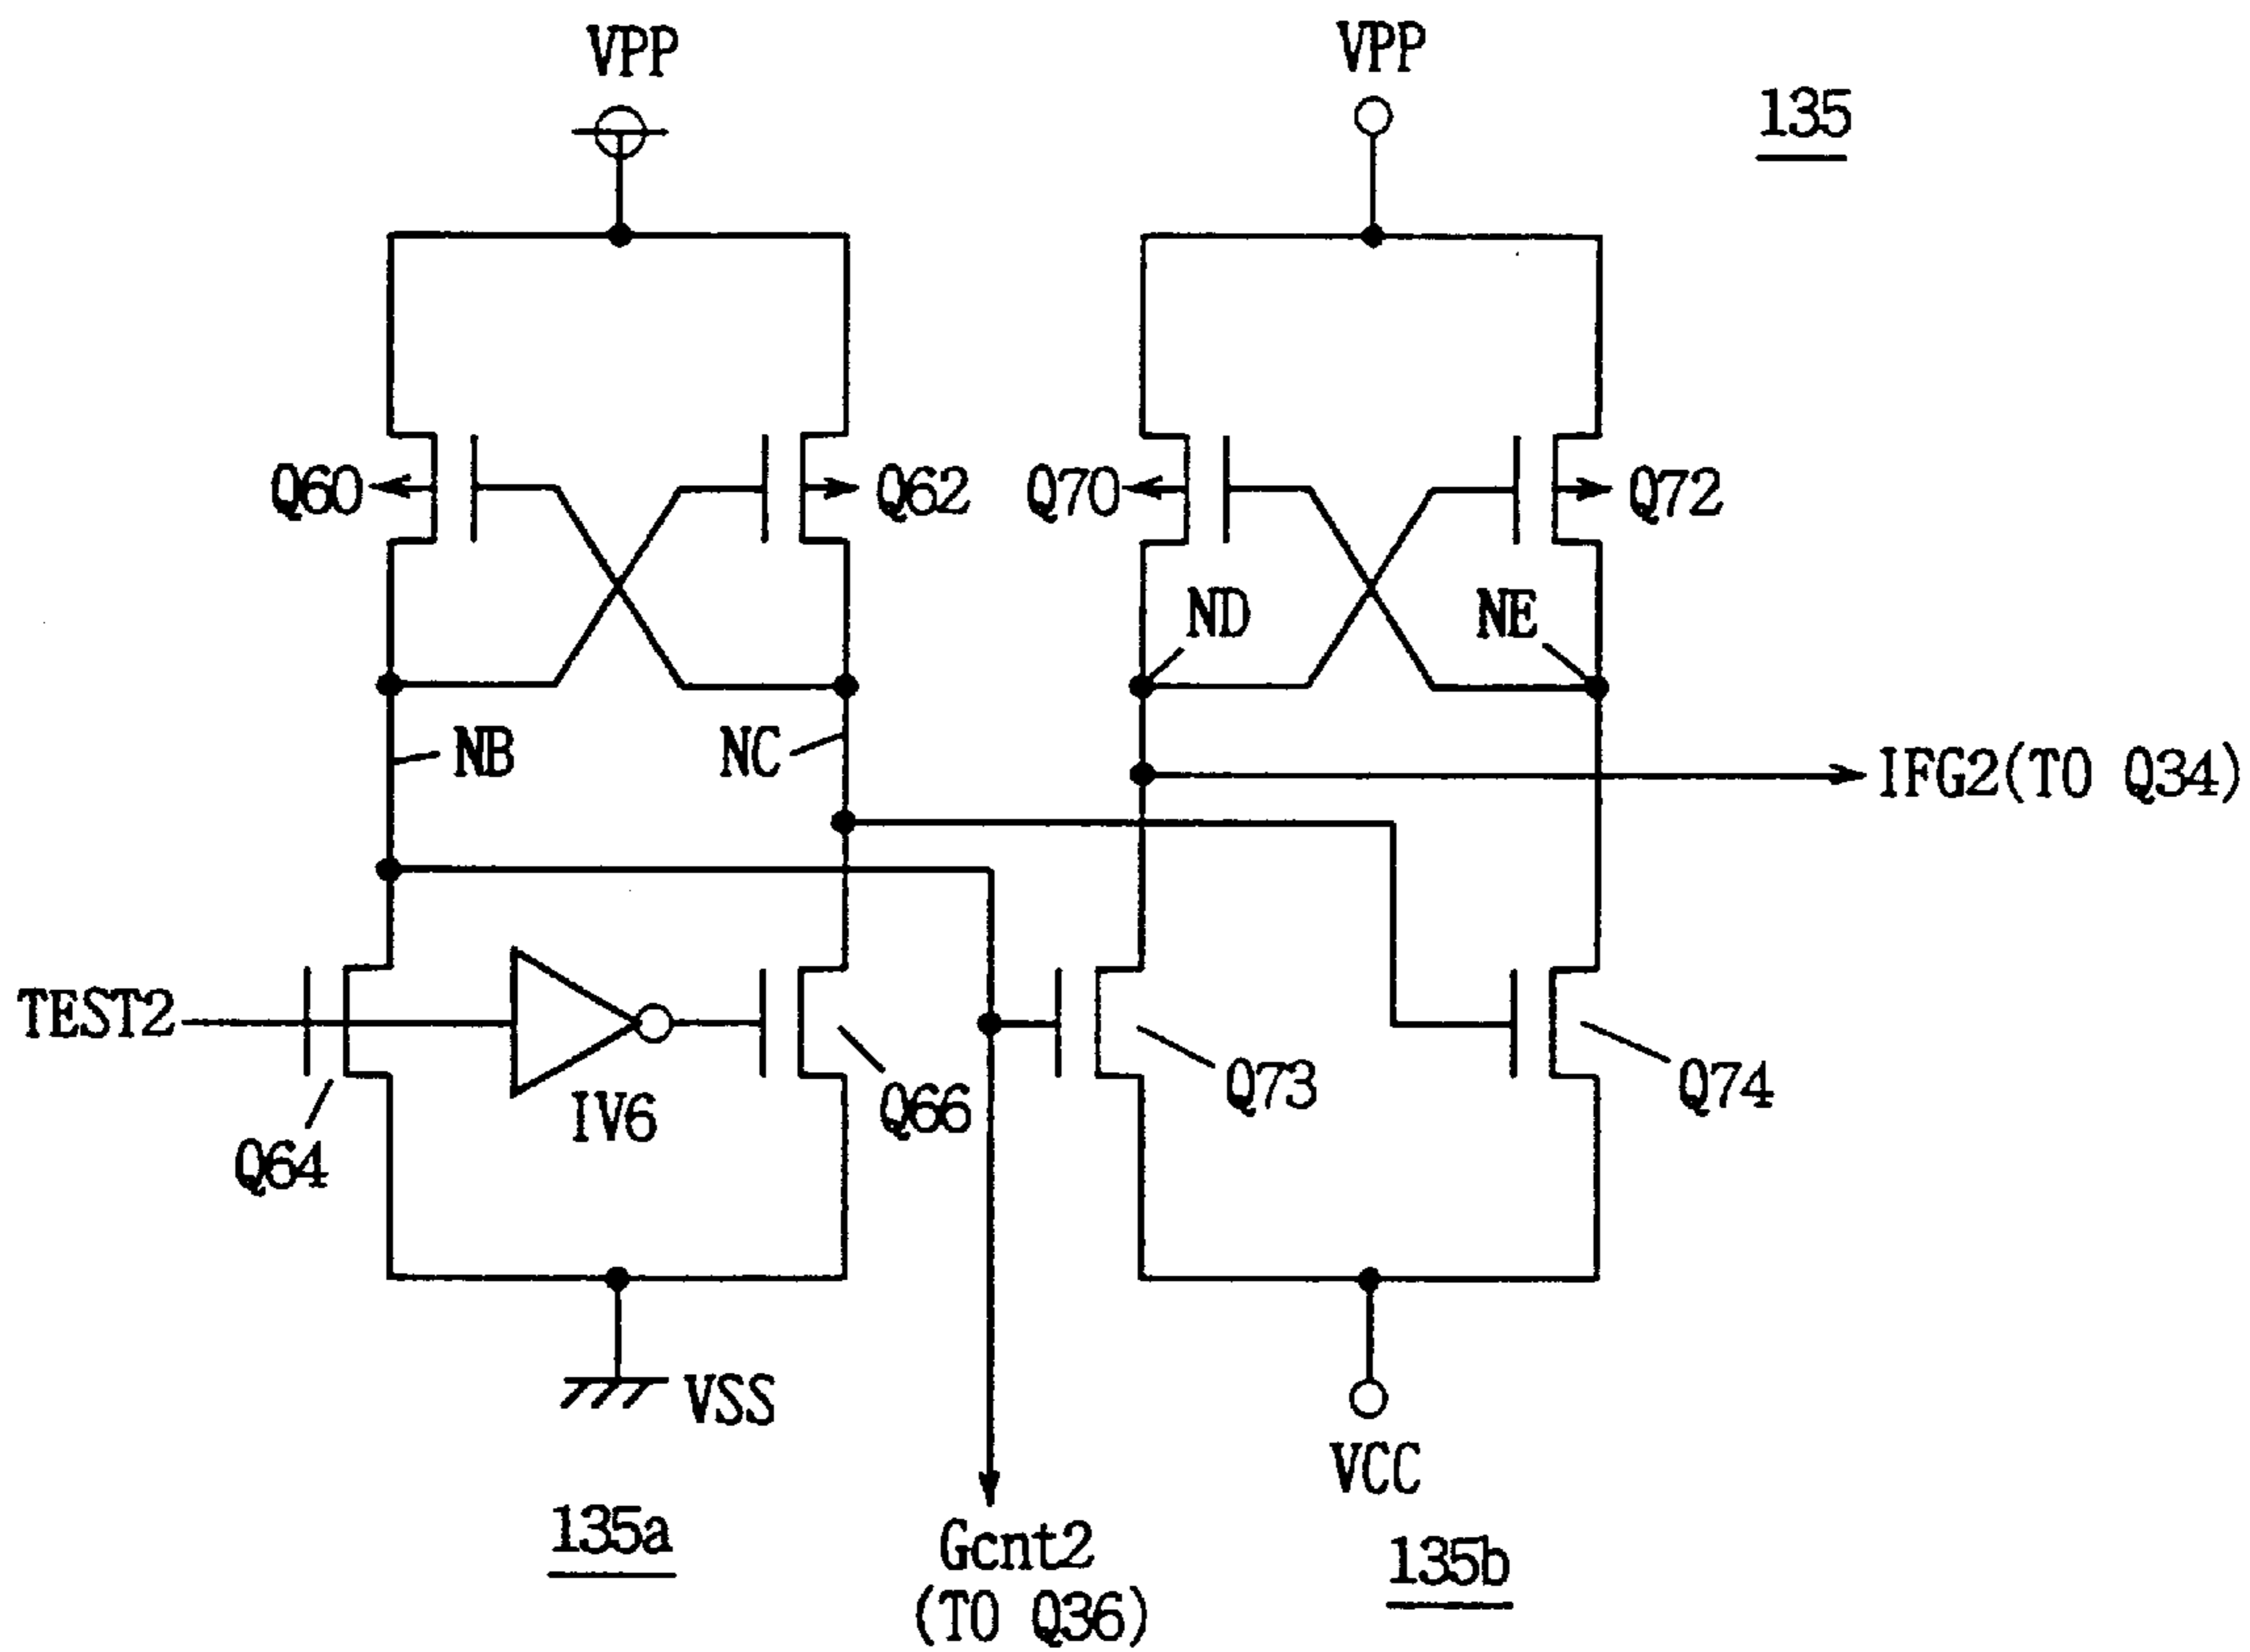 VPP
VPP
135
Q60
Q62
Q70
Q72
ND
NE
NB
NC
IFG2(TO Q34)
TEST2
IV6
Q64
Q66
Q73
Q74
VSS
VCC
135a
Gcnt2
(TO Q36)
135b